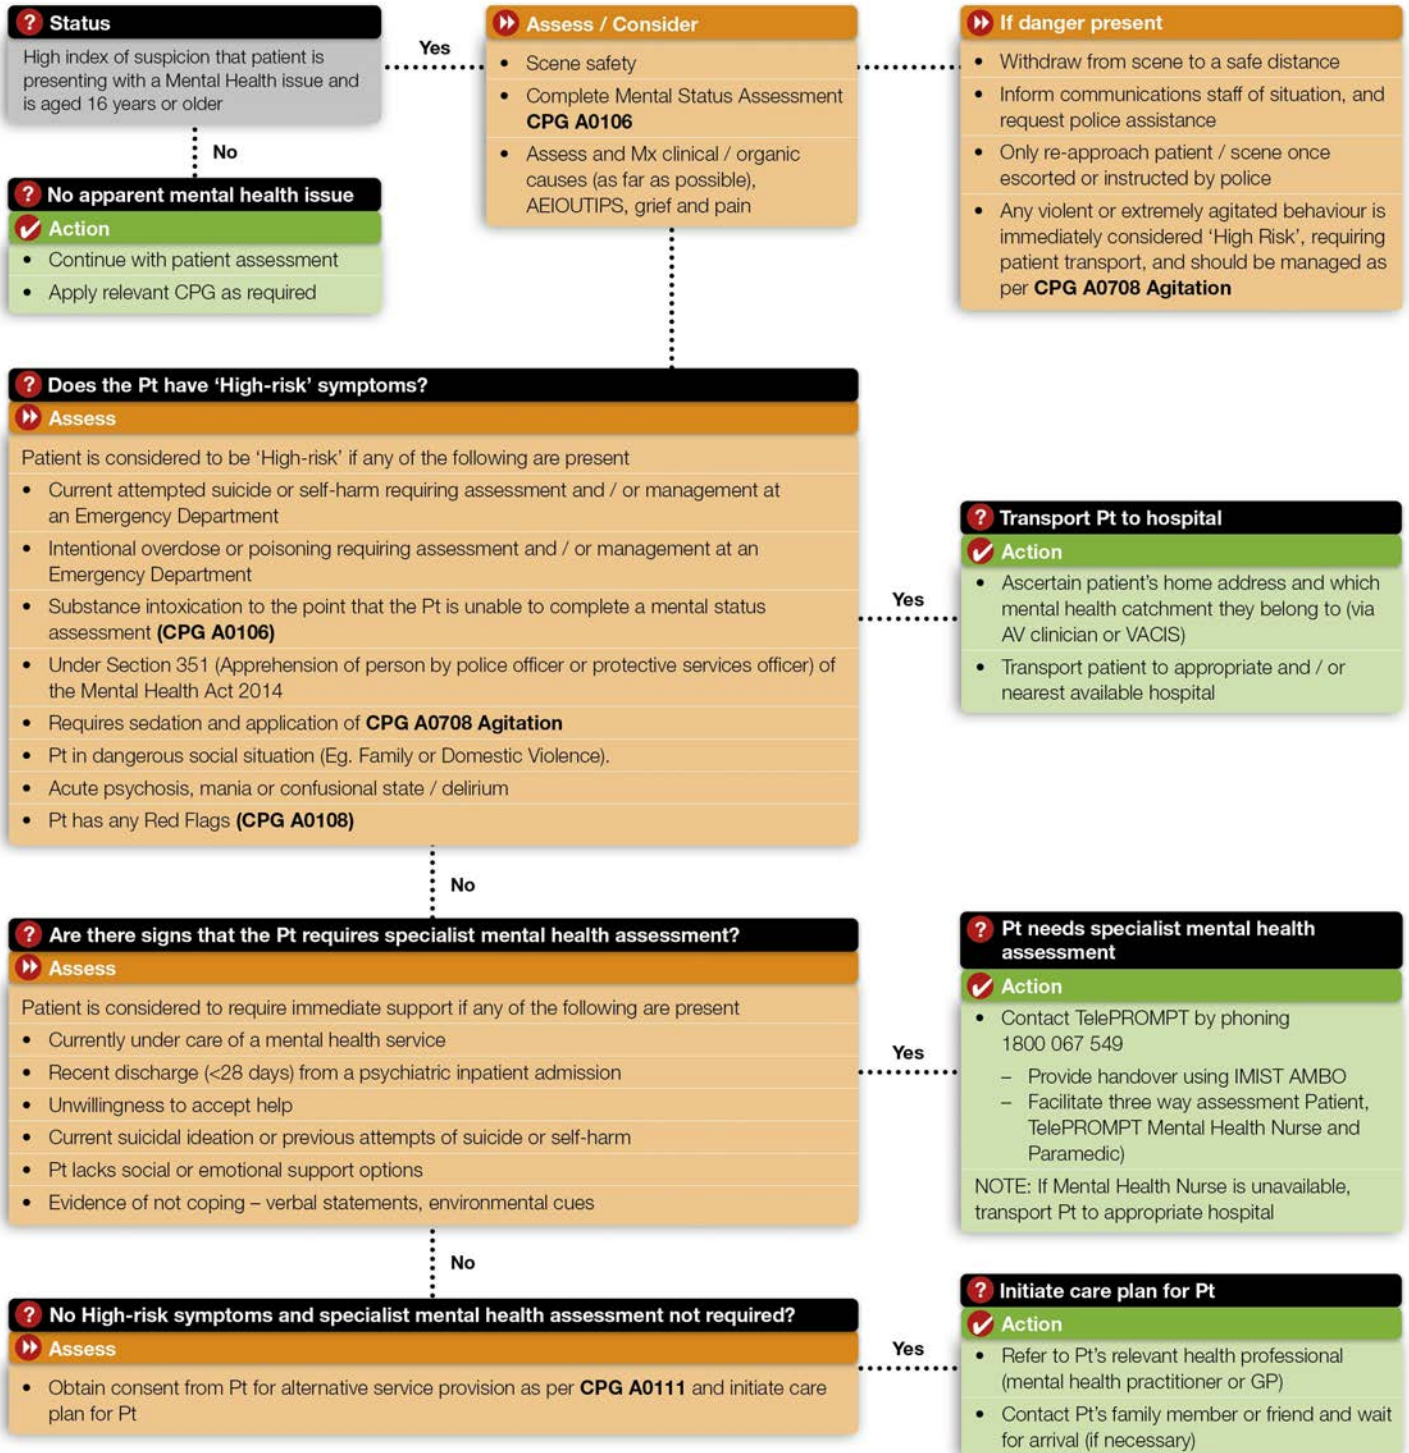 Status
High index of suspicion that patient is
presenting with a Mental Health issue and
is aged 16 years or older
Yes
Assess / Consider
• Scene safety
• Complete Mental Status Assessment
CPG A0106
• Assess and Mx clinical / organic
causes (as far as possible),
AEIOUTIPS, grief and pain
If danger present
• Withdraw from scene to a safe distance
• Inform communications staff of situation, and
request police assistance
• Only re-approach patient / scene once
escorted or instructed by police
• Any violent or extremely agitated behaviour is
immediately considered ‘High Risk’, requiring
patient transport, and should be managed as
per CPG A0708 Agitation
No
No apparent mental health issue
Action
• Continue with patient assessment
• Apply relevant CPG as required
Does the Pt have ‘High-risk’ symptoms?
Assess
Patient is considered to be ‘High-risk’ if any of the following are present
• Current attempted suicide or self-harm requiring assessment and / or management at
an Emergency Department
• Intentional overdose or poisoning requiring assessment and / or management at an
Emergency Department
• Substance intoxication to the point that the Pt is unable to complete a mental status
assessment (CPG A0106)
• Under Section 351 (Apprehension of person by police officer or protective services officer) of
the Mental Health Act 2014
• Requires sedation and application of CPG A0708 Agitation
• Pt in dangerous social situation (Eg. Family or Domestic Violence).
• Acute psychosis, mania or confusional state / delirium
• Pt has any Red Flags (CPG A0108)
Yes
Transport Pt to hospital
Action
• Ascertain patient’s home address and which
mental health catchment they belong to (via
AV clinician or VACIS)
• Transport patient to appropriate and / or
nearest available hospital
No
Are there signs that the Pt requires specialist mental health assessment?
Assess
Patient is considered to require immediate support if any of the following are present
• Currently under care of a mental health service
• Recent discharge (<28 days) from a psychiatric inpatient admission
• Unwillingness to accept help
• Current suicidal ideation or previous attempts of suicide or self-harm
• Pt lacks social or emotional support options
• Evidence of not coping – verbal statements, environmental cues
Yes
Pt needs specialist mental health
assessment
Action
• Contact TelePROMPT by phoning
1800 067 549
– Provide handover using IMIST AMBO
– Facilitate three way assessment Patient,
TelePROMPT Mental Health Nurse and
Paramedic)
NOTE: If Mental Health Nurse is unavailable,
transport Pt to appropriate hospital
No
No High-risk symptoms and specialist mental health assessment not required?
Assess
• Obtain consent from Pt for alternative service provision as per CPG A0111 and initiate care
plan for Pt
Yes
Initiate care plan for Pt
Action
• Refer to Pt’s relevant health professional
(mental health practitioner or GP)
• Contact Pt’s family member or friend and wait
for arrival (if necessary)